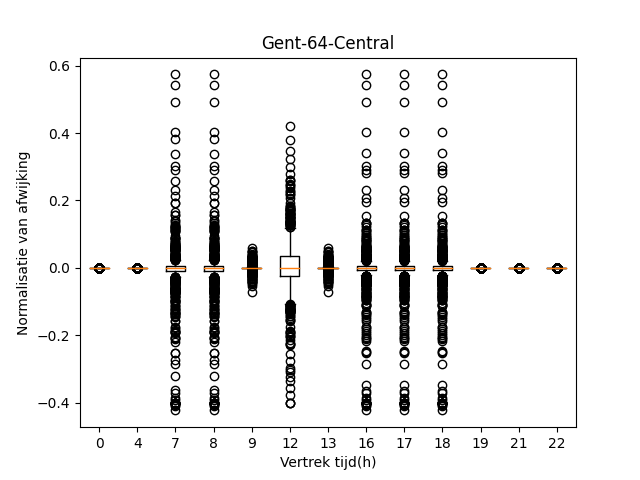 Gent-64-Central
Normalisatie van afwijking
0.6
0.4
0.2
0.0
−0.2
−0.4
0 4 7 8 9 12 13 16 17 18 19 21 22
Vertrek tijd(h)